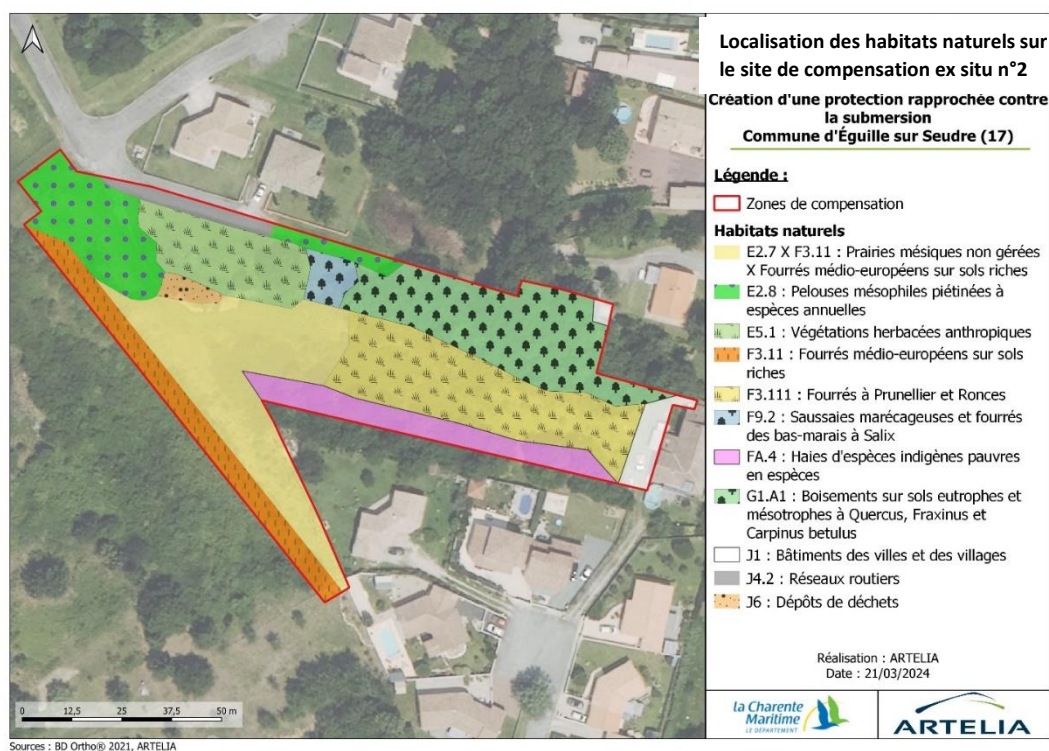 Localisation des habitats naturels sur
le site de compensation ex situ n°2
Création d'une protection rapprochée contre
la submersion
Commune d'Éguille sur Seudre (17)
Légende :
Zones de compensation
Habitats naturels
E2.7 X F3.11 : Prairies mésiques non gérées
X Fourrés médio-européens sur sols riches
E2.8 : Pelouses mésophiles piétinées à
espèces annuelles
E5.1 : Végétations herbacées anthropiques
F3.11 : Fourrés médio-européens sur sols
riches
F3.111 : Fourrés à Prunellier et Ronces
F9.2 : Saussaies marécageuses et fourrés
des bas-marais à Salix
FA.4 : Haies d'espèces indigènes pauvres
en espèces
G1.A1 : Boisements sur sols eutrophes et
mésotrophes à Quercus, Fraxinus et
Carpinus betulus
J1 : Bâtiments des villes et des villages
J4.2 : Réseaux routiers
J6 : Dépôts de déchets
Réalisation : ARTELIA
Date : 21/03/2024
la Charente
Maritime
LE DÉPARTEMENT
ARTELIA
0 12,5 25 37,5 50 m
Sources : BD Ortho® 2021, ARTELIA